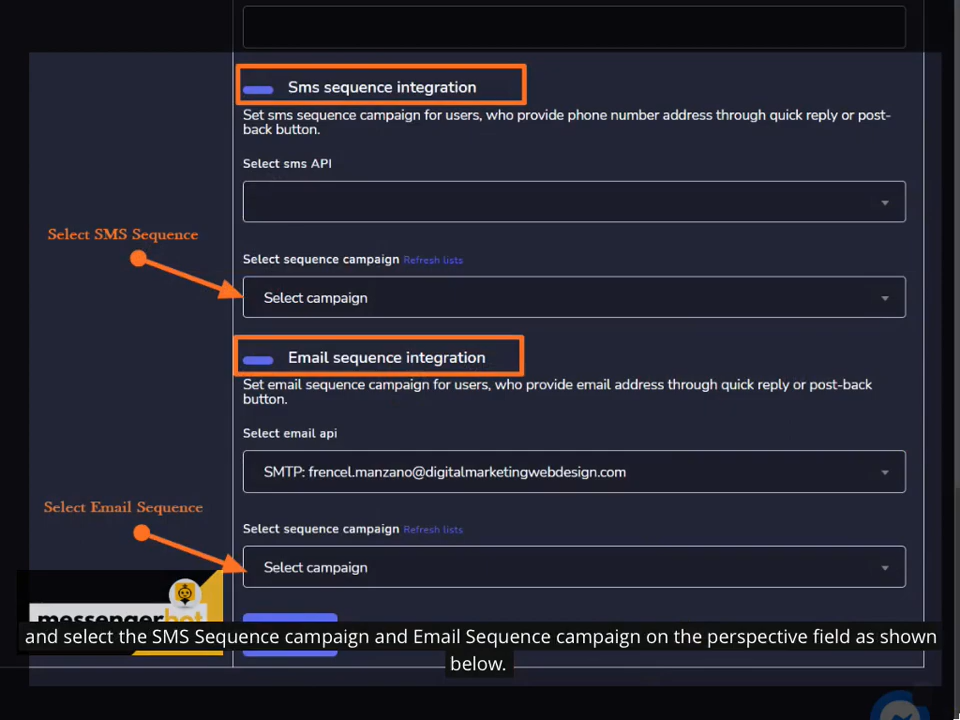 Sms sequence integration
Set sms sequence campaign for users, who provide phone number address through quick reply or post-
back button.
Select sms API
Select SMS Sequence
Select sequence campaign Refresh lists
Select campaign
Email sequence integration
Set email sequence campaign for users, who provide email address through quick reply or post-back
button.
Select email api
SMTP: frencel.manzano@digitalmarketingwebdesign.com
Select Email Sequence
Select sequence campaign Refresh lists
Select campaign
messengerbot
and select the SMS Sequence campaign and Email Sequence campaign on the perspective field as shown
below.